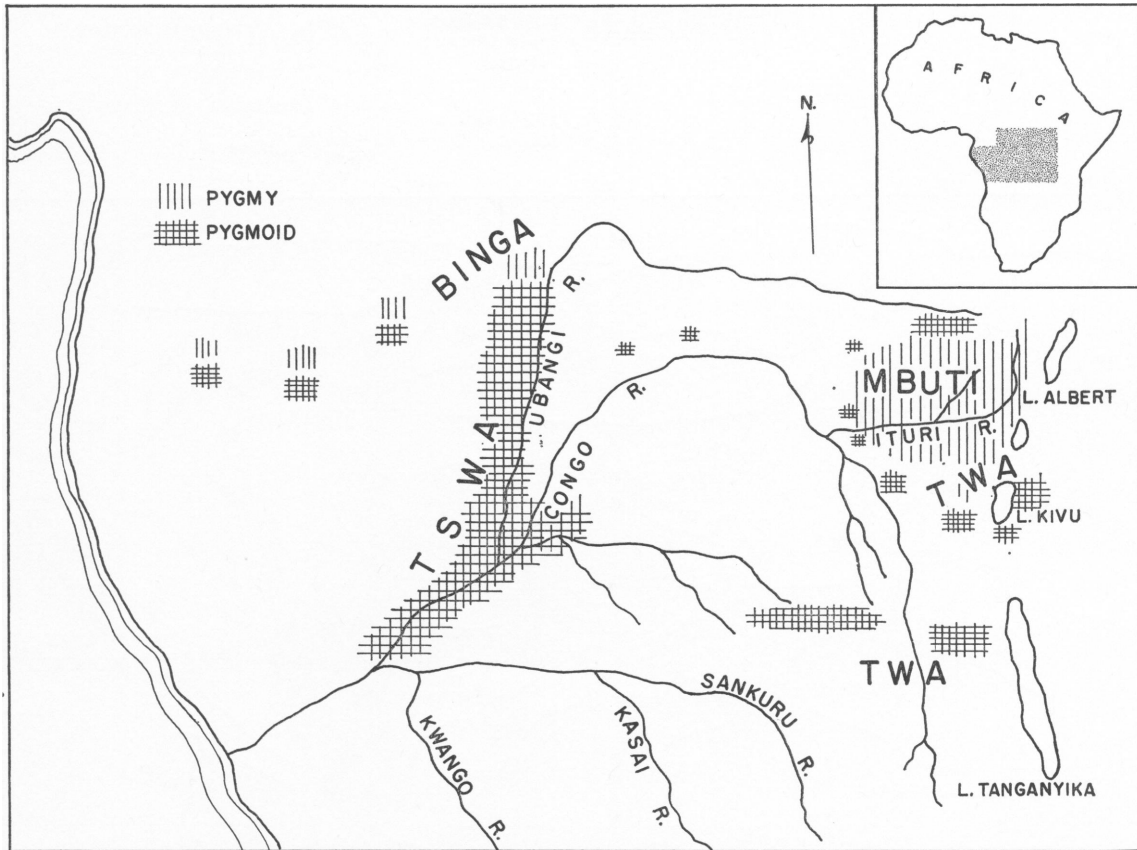 AFRICA
N.
PYGMY
PYGMOID
BINGA
UBANGI R.
TSWA
CONGO R.
MBUTI
L. ALBERT
ITURI R.
TWA
L. KIVU
TWA
SANKURU R.
KWANGO R.
KASAI R.
L. TANGANYIKA